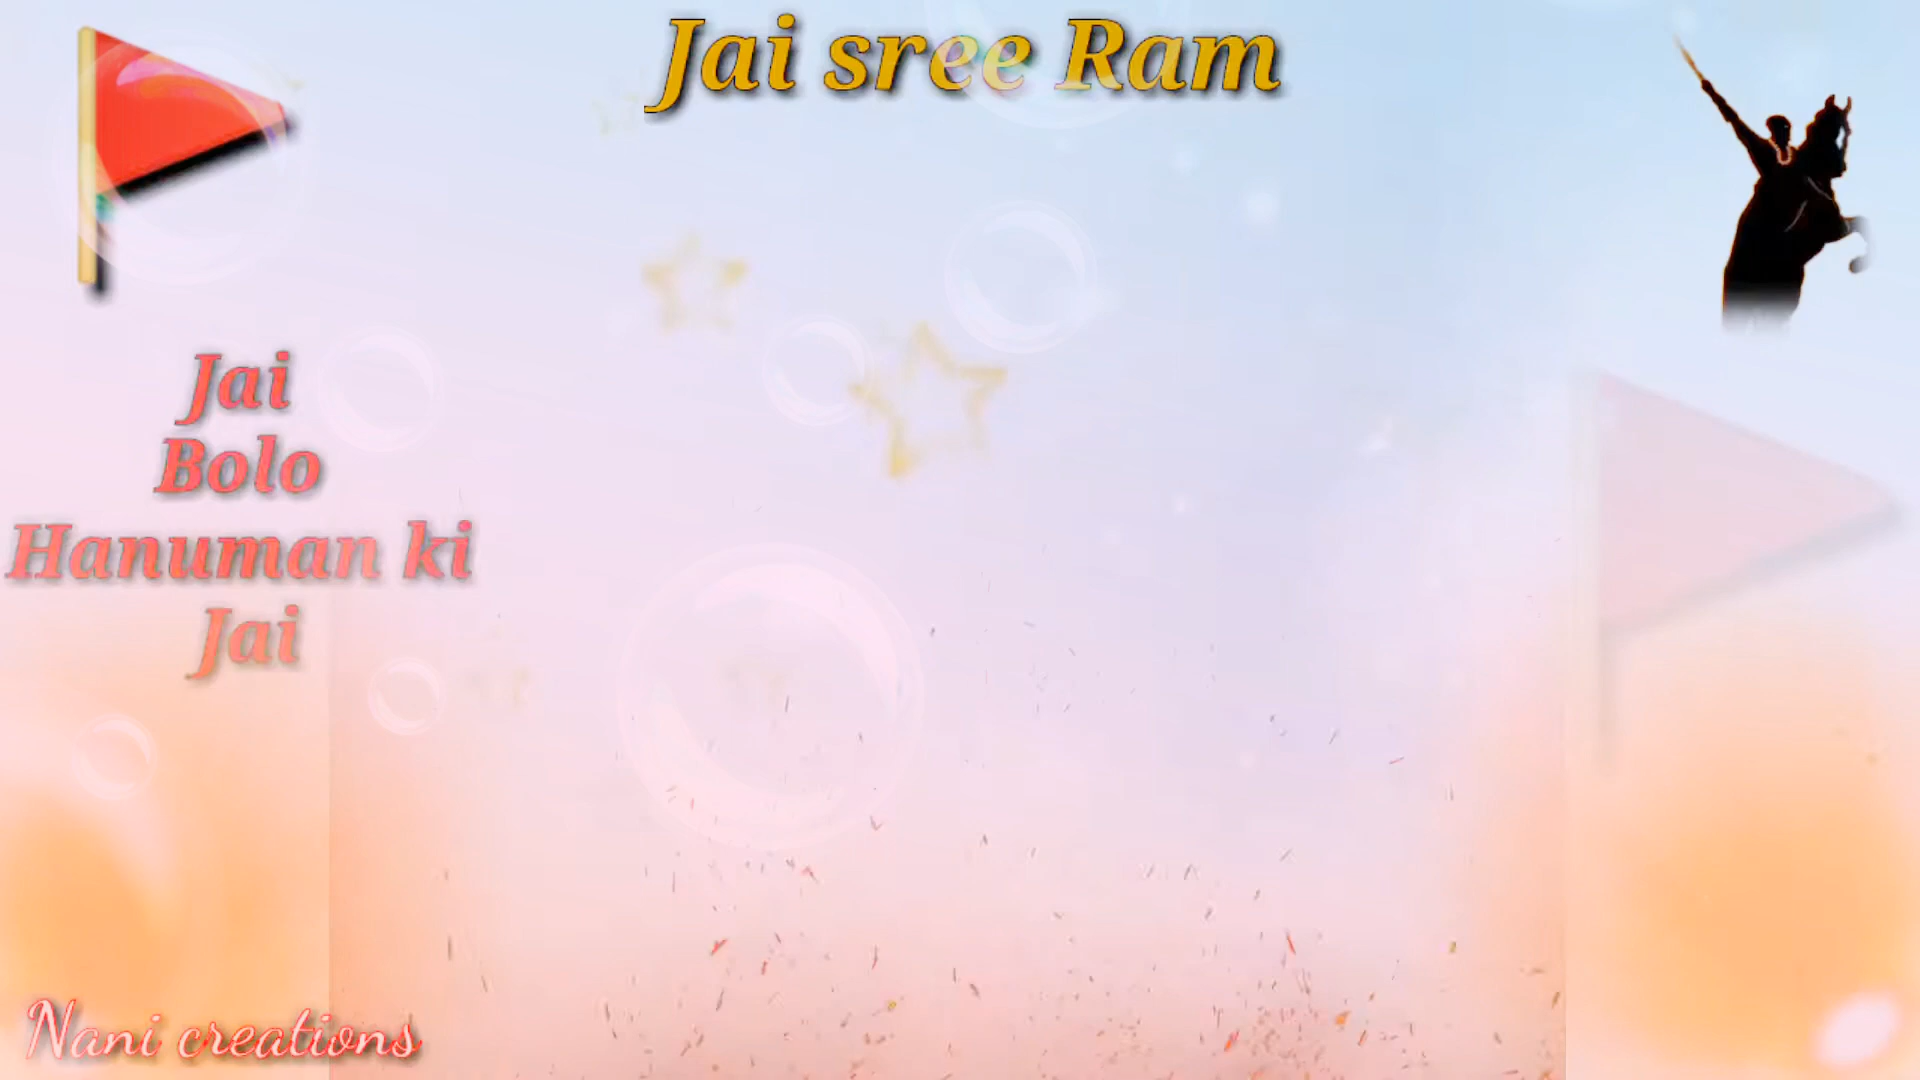 Jai sree Ram
Jai
Bolo
Hanuman ki
Jai
Nani creations